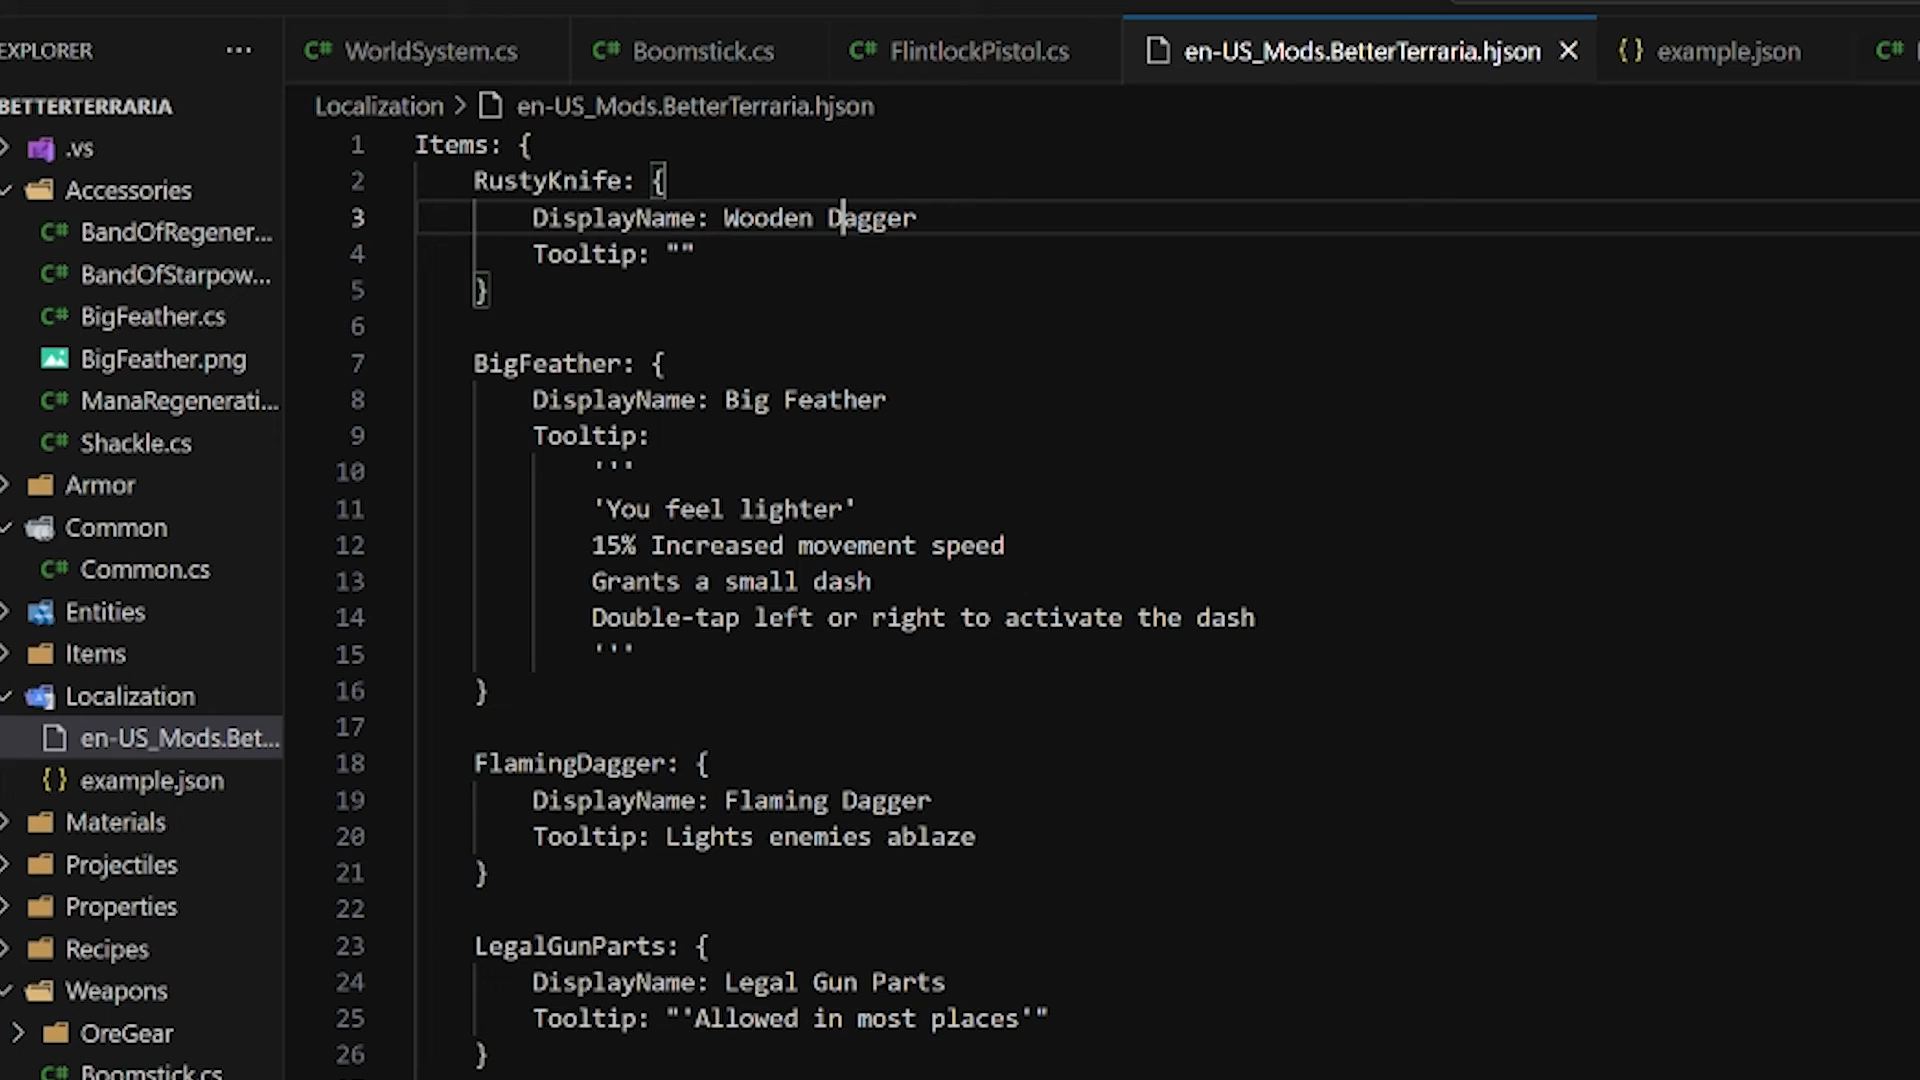 EXPLORER
...
BETTERTERRARIA
.vs
Accessories
C# BandOfRegener...
C# BandOfStarpow...
C# BigFeather.cs
BigFeather.png
C# ManaRegenerati...
C# Shackle.cs
Armor
Common
C# Common.cs
Entities
Items
Localization
en-US_Mods.Bet...
{} example.json
Materials
Projectiles
Properties
Recipes
Weapons
OreGear
C# Boomstick.cs
C# WorldSystem.cs
C# Boomstick.cs
C# FlintlockPistol.cs
en-US_Mods.BetterTerraria.hjson
{} example.json
C#
Localization > en-US_Mods.BetterTerraria.hjson
1 Items: {
2 RustyKnife: {
3 DisplayName: Wooden Dagger
4 Tooltip: ""
5 }
6
7 BigFeather: {
8 DisplayName: Big Feather
9 Tooltip:
10 '''
11 'You feel lighter'
12 15% Increased movement speed
13 Grants a small dash
14 Double-tap left or right to activate the dash
15 '''
16 }
17
18 FlamingDagger: {
19 DisplayName: Flaming Dagger
20 Tooltip: Lights enemies ablaze
21 }
22
23 LegalGunParts: {
24 DisplayName: Legal Gun Parts
25 Tooltip: "'Allowed in most places'"
26 }